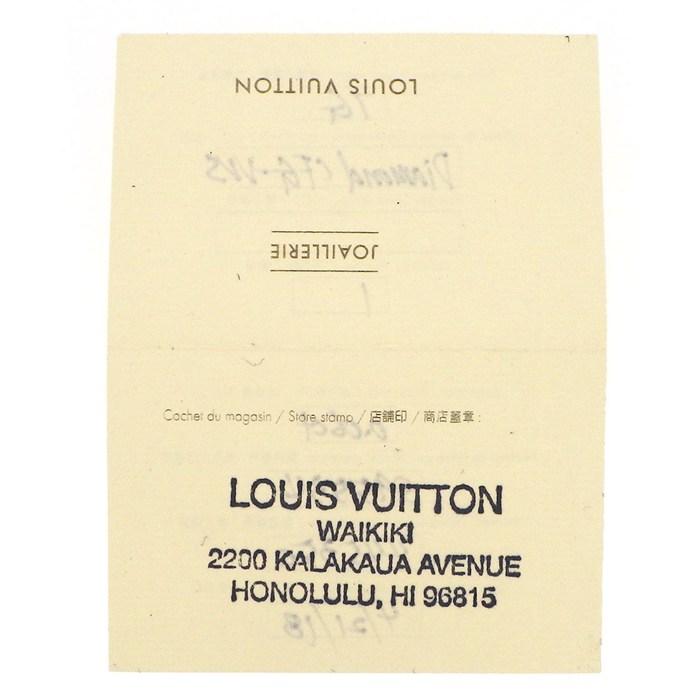 LOUIS VUITTON
JOAILLERIE
Cachet du magasin / Store stamp / 店舗印 / 商店蓋章 :
LOUIS VUITTON
WAIKIKI
2200 KALAKAUA AVENUE
HONOLULU, HI 96815